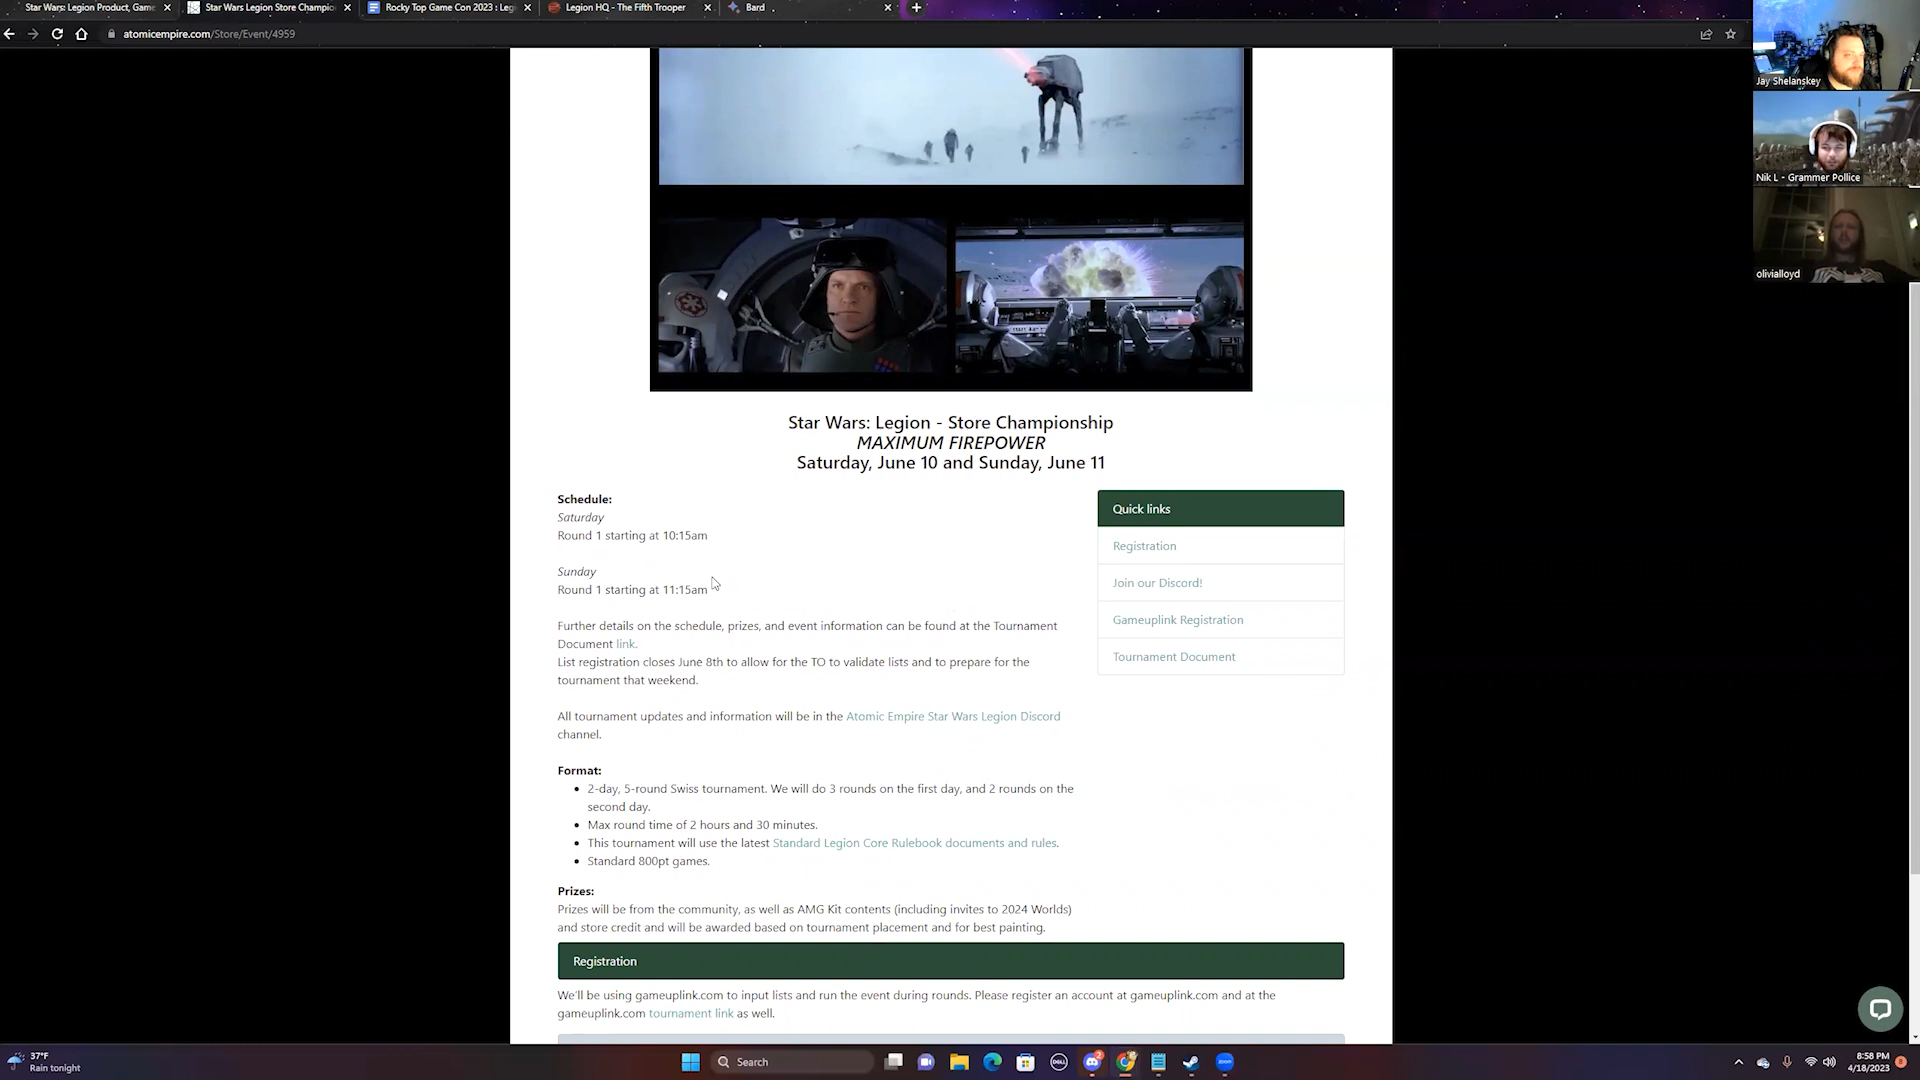 Star Wars: Legion Product, Game
Star Wars Legion Store Champion
Rocky Top Game Con 2023 : Leg
Legion HQ - The Fifth Trooper
Bard
atomicempire.com/Store/Event/4959
Jay Shelanskey
Nik L - Grammer Pollice
olivialloyd
Star Wars: Legion - Store Championship
MAXIMUM FIREPOWER
Saturday, June 10 and Sunday, June 11
Schedule:
Saturday
Round 1 starting at 10:15am
Sunday
Round 1 starting at 11:15am
Further details on the schedule, prizes, and event information can be found at the Tournament
Document link.
List registration closes June 8th to allow for the TO to validate lists and to prepare for the
tournament that weekend.
All tournament updates and information will be in the Atomic Empire Star Wars Legion Discord
channel.
Format:
• 2-day, 5-round Swiss tournament. We will do 3 rounds on the first day, and 2 rounds on the
second day.
• Max round time of 2 hours and 30 minutes.
• This tournament will use the latest Standard Legion Core Rulebook documents and rules.
• Standard 800pt games.
Prizes:
Prizes will be from the community, as well as AMG Kit contents (including invites to 2024 Worlds)
and store credit and will be awarded based on tournament placement and for best painting.
Quick links
Registration
Join our Discord!
Gameuplink Registration
Tournament Document
Registration
We'll be using gameuplink.com to input lists and run the event during rounds. Please register an account at gameuplink.com and at the
gameuplink.com tournament link as well.
37°F
Rain tonight
Search
DELL
2
zoom
8:58 PM
4/18/2023
8